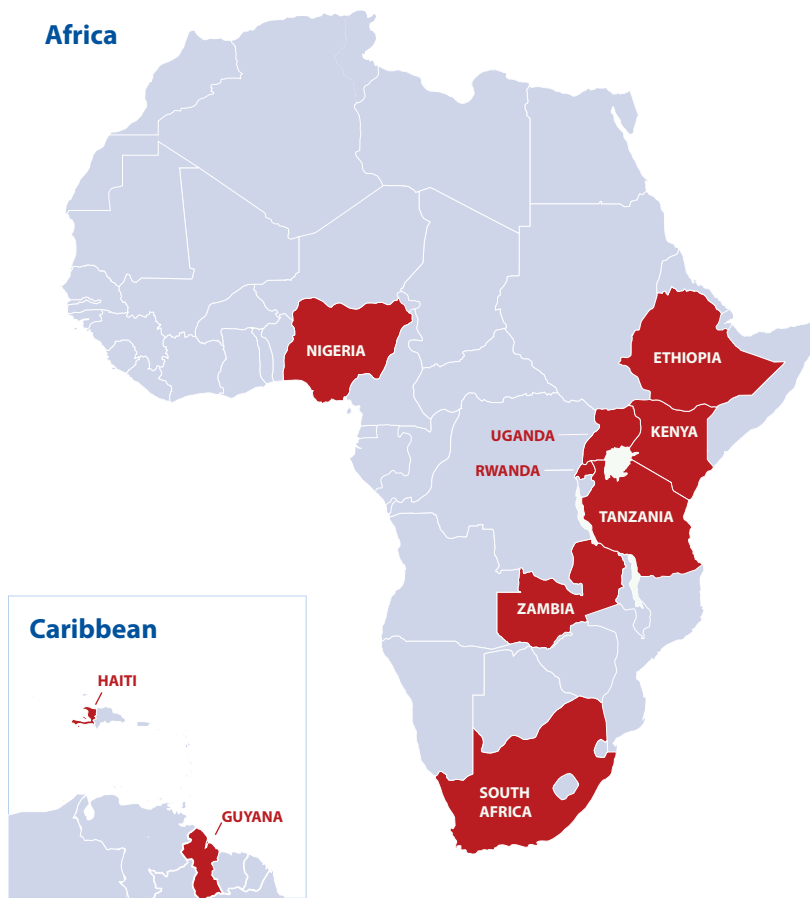 Africa
NIGERIA
ETHIOPIA
UGANDA
KENYA
RWANDA
TANZANIA
ZAMBIA
SOUTH
AFRICA
Caribbean
HAITI
GUYANA